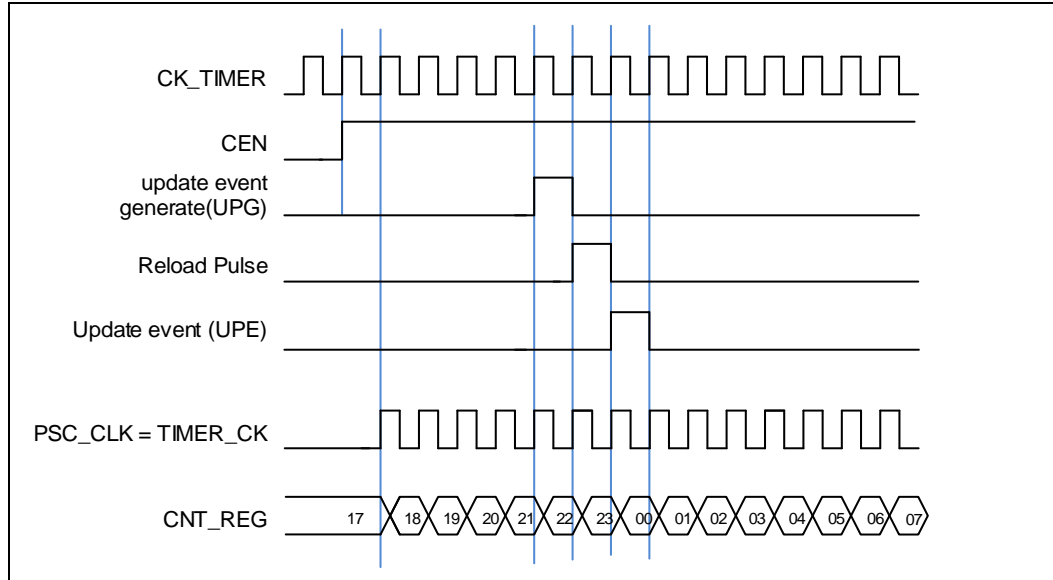 CK_TIMER
CEN
update event
generate(UPG)
Reload Pulse
Update event (UPE)
PSC_CLK = TIMER_CK
CNT_REG 17 18 19 20 21 22 23 00 01 02 03 04 05 06 07